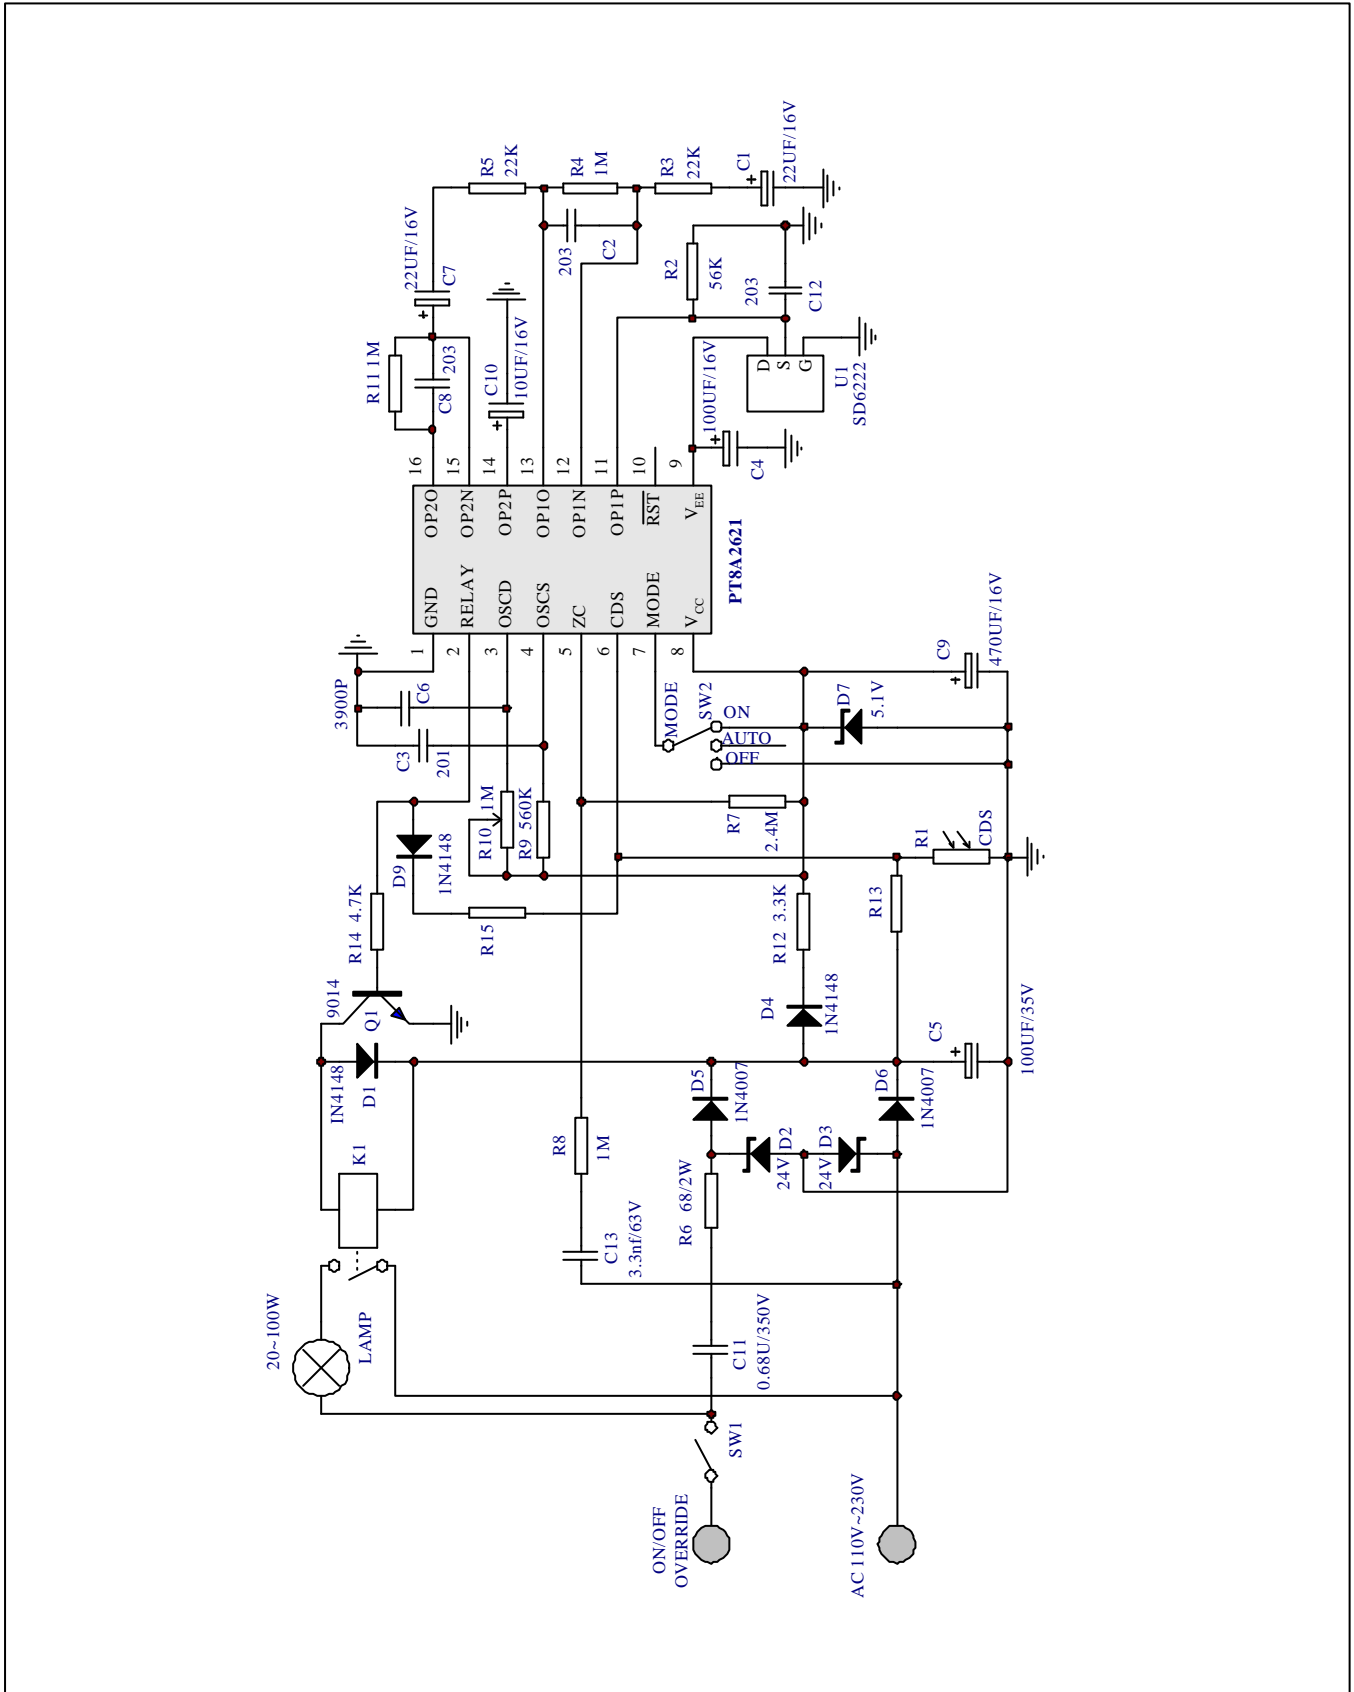 R5
22K
R4
1M
R3
22K
C1
22UF/16V
22UF/16V
C7
203
C2
R2
56K
203
C12
R11 1M
203
C8
C10
10UF/16V
100UF/16V
C4
D
S
G
U1
SD6222
16
15
14
13
12
11
10
9
OP2O
OP2N
OP2P
OP1O
OP1N
OP1P
RST
VEE
GND
RELAY
OSCD
OSCS
ZC
CDS
MODE
VCC
PT8A2621
1
2
3
4
5
6
7
8
3900P
C6
C3
201
MODE
SW2
ON
AUTO
OFF
D7
5.1V
C9
470UF/16V
R10
1M
R9 560K
D9
1N4148
R7
2.4M
R1
CDS
R14 4.7K
R15
R12 3.3K
R13
9014
Q1
D4
1N4148
IN4148
D1
D5
1N4007
D6
1N4007
C5
100UF/35V
K1
R8
1M
D2
24V
D3
24V
R6 68/2W
C13
3.3nf/63V
20~100W
LAMP
C11
0.68U/350V
SW1
ON/OFF
OVERRIDE
AC 110V~230V